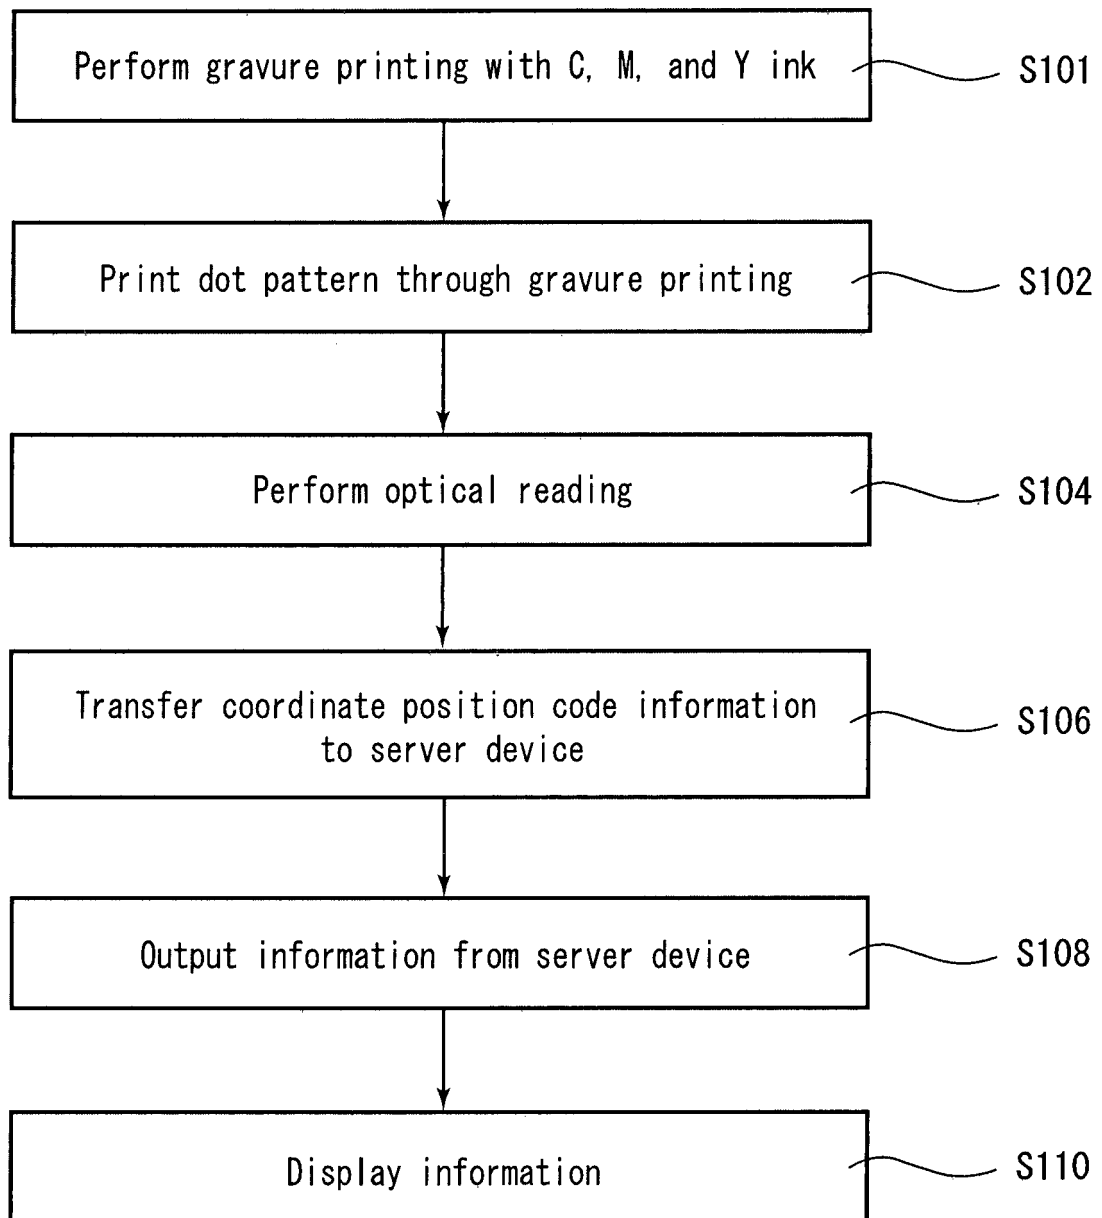 Perform gravure printing with C, M, and Y ink
S101
Print dot pattern through gravure printing
S102
Perform optical reading
S104
Transfer coordinate position code information
to server device
S106
Output information from server device
S108
Display information
S110